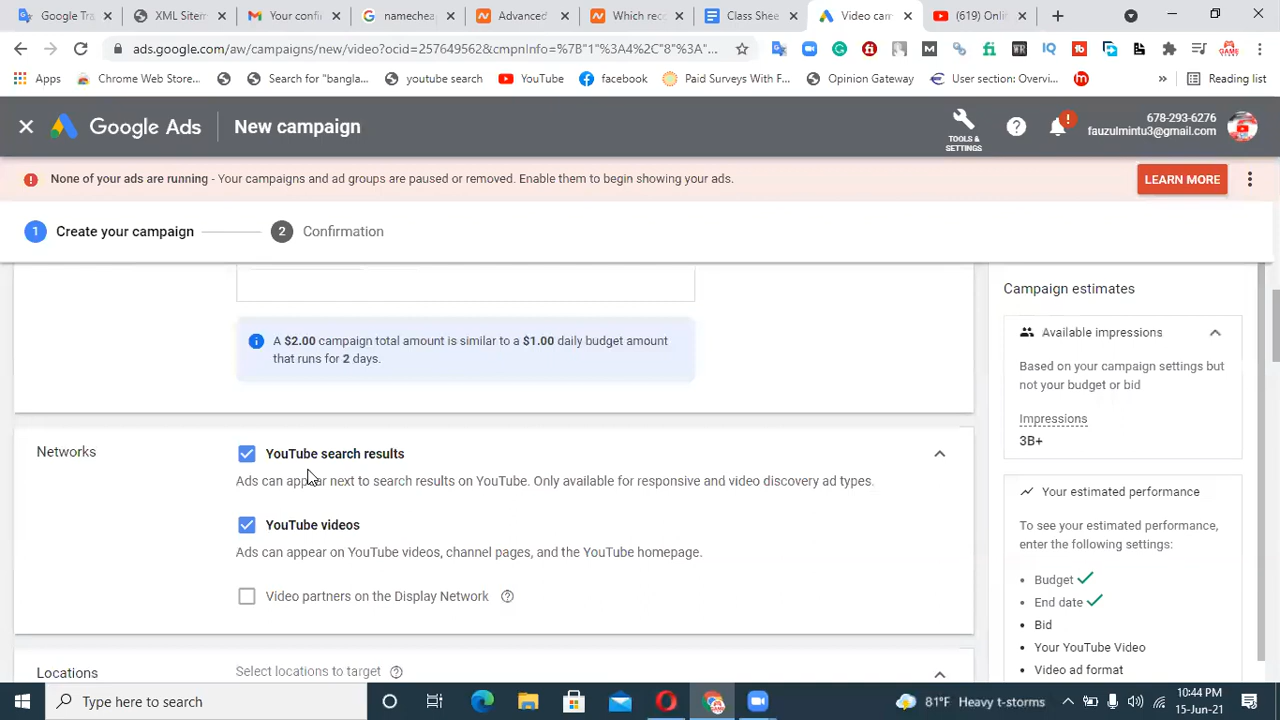 Google Tra
XML Sitem
Your confi
namecheap
Advanced
Which reco
Class Shee
Video cam
(619) Onli
ads.google.com/aw/campaigns/new/video?ocid=257649562&cmpnInfo=%7B"1"%3A4%2C"8"%3A"...
Apps
Chrome Web Store...
Search for "bangla...
youtube search
YouTube
facebook
Paid Surveys With F...
Opinion Gateway
User section: Overvi...
»
Reading list
Google Ads
New campaign
TOOLS & SETTINGS
678-293-6276
fauzulmintu3@gmail.com
None of your ads are running - Your campaigns and ad groups are paused or removed. Enable them to begin showing your ads.
LEARN MORE
1 Create your campaign
2 Confirmation
A $2.00 campaign total amount is similar to a $1.00 daily budget amount
that runs for 2 days.
Networks
YouTube search results
Ads can appear next to search results on YouTube. Only available for responsive and video discovery ad types.
YouTube videos
Ads can appear on YouTube videos, channel pages, and the YouTube homepage.
Video partners on the Display Network
Locations
Select locations to target
Campaign estimates
Available impressions
Based on your campaign settings but
not your budget or bid
Impressions
3B+
Your estimated performance
To see your estimated performance,
enter the following settings:
• Budget
• End date
• Bid
• Your YouTube Video
• Video ad format
Type here to search
81°F Heavy t-storms
10:44 PM
15-Jun-21